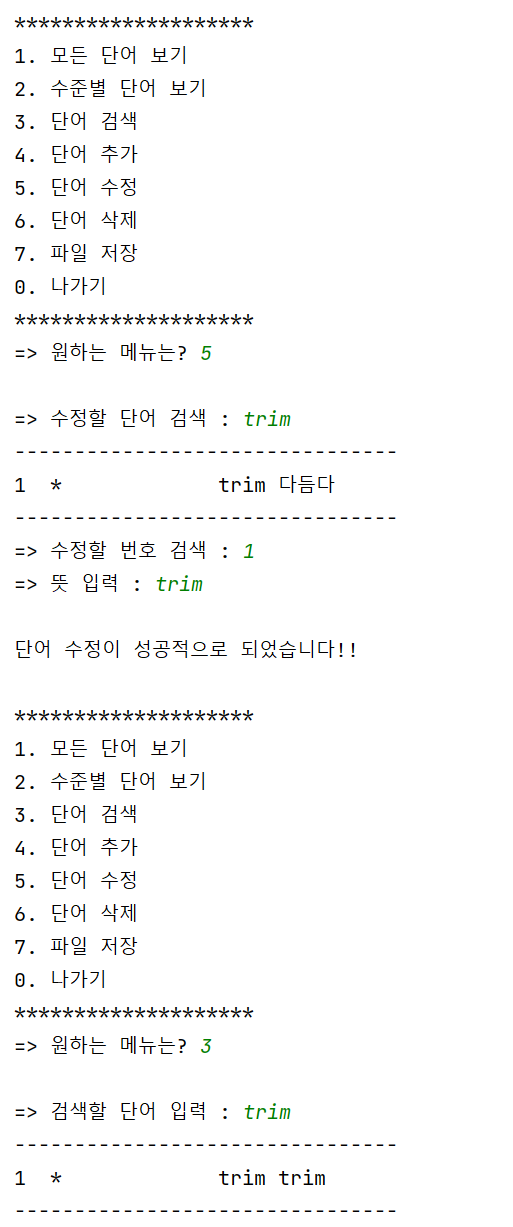 ********************
1. 모든 단어 보기
2. 수준별 단어 보기
3. 단어 검색
4. 단어 추가
5. 단어 수정
6. 단어 삭제
7. 파일 저장
0. 나가기
********************
=> 원하는 메뉴는? 5
=> 수정할 단어 검색 : trim
--------------------------------
1  *             trim 다듬다
--------------------------------
=> 수정할 번호 검색 : 1
=> 뜻 입력 : trim
단어 수정이 성공적으로 되었습니다!!
********************
1. 모든 단어 보기
2. 수준별 단어 보기
3. 단어 검색
4. 단어 추가
5. 단어 수정
6. 단어 삭제
7. 파일 저장
0. 나가기
********************
=> 원하는 메뉴는? 3
=> 검색할 단어 입력 : trim
--------------------------------
1  *             trim trim
--------------------------------